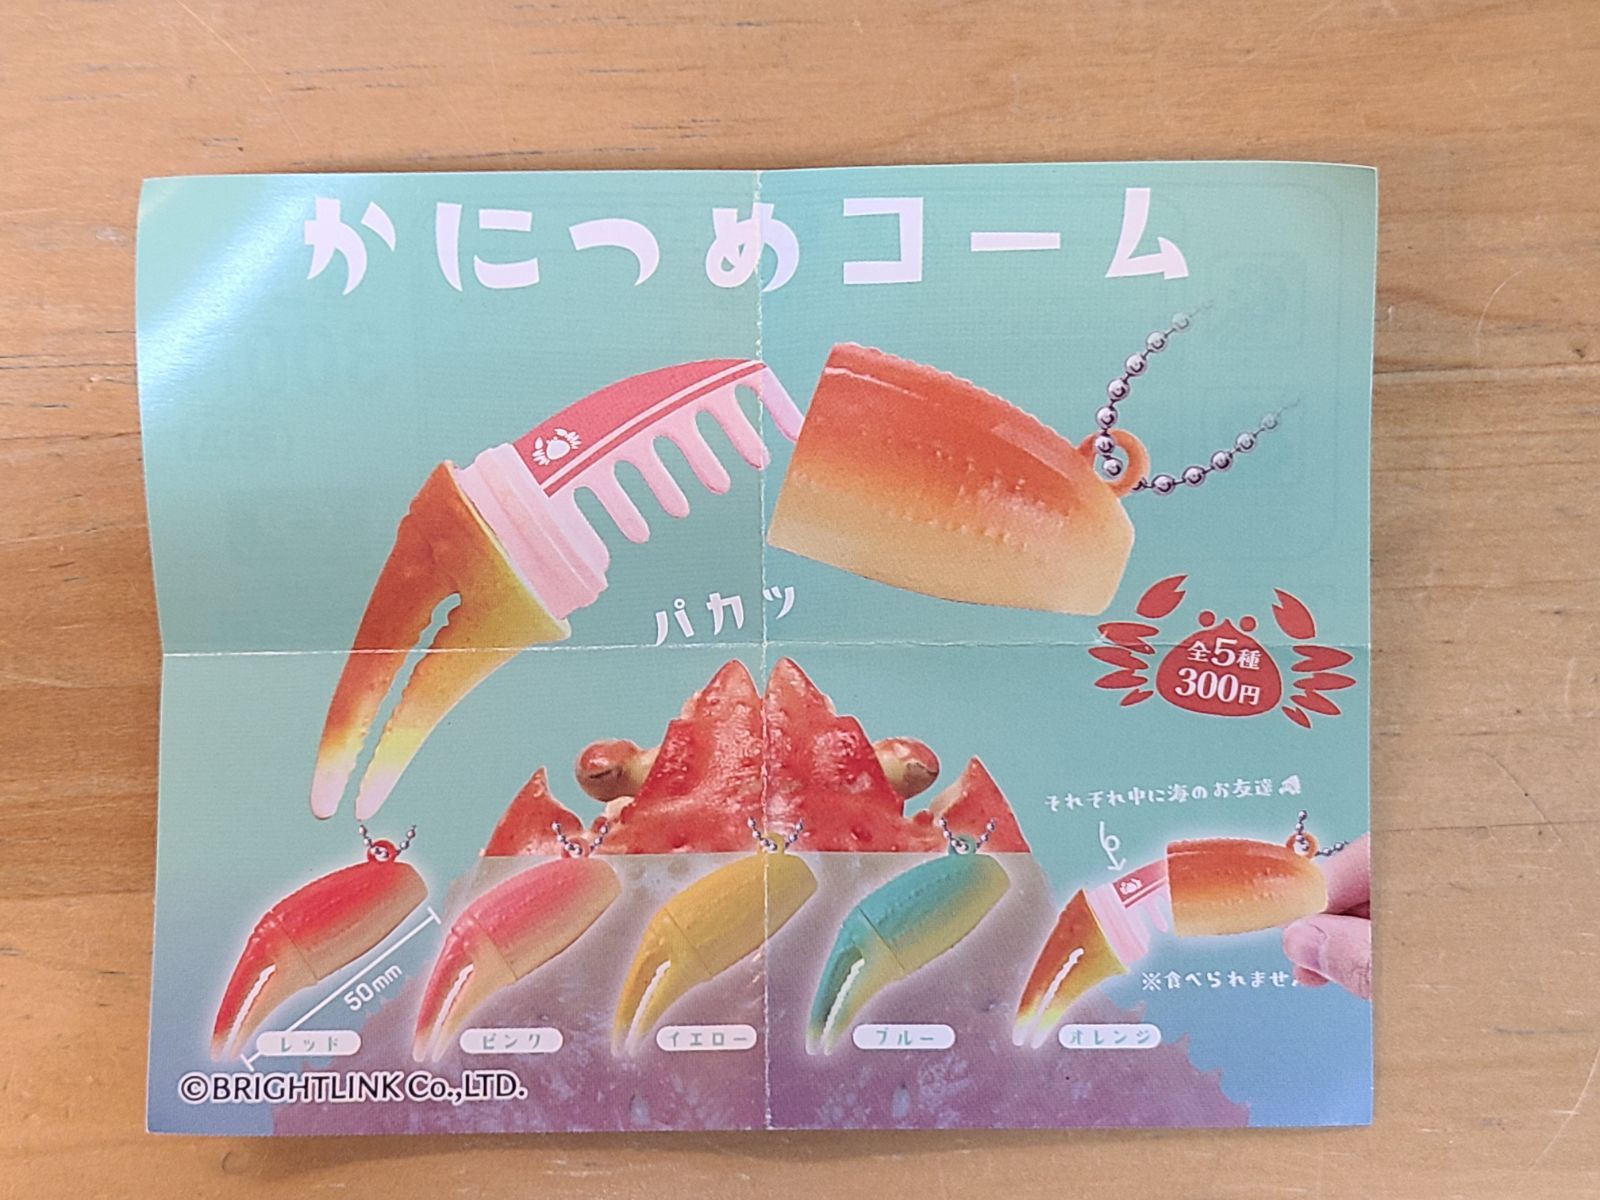 かにつめコーム
パカッ
全5種
300円
それぞれ中に海のお友達
50mm
※食べられませ
レッド
ピンク
イエロー
ブルー
オレンジ
©BRIGHTLINK Co.,LTD.